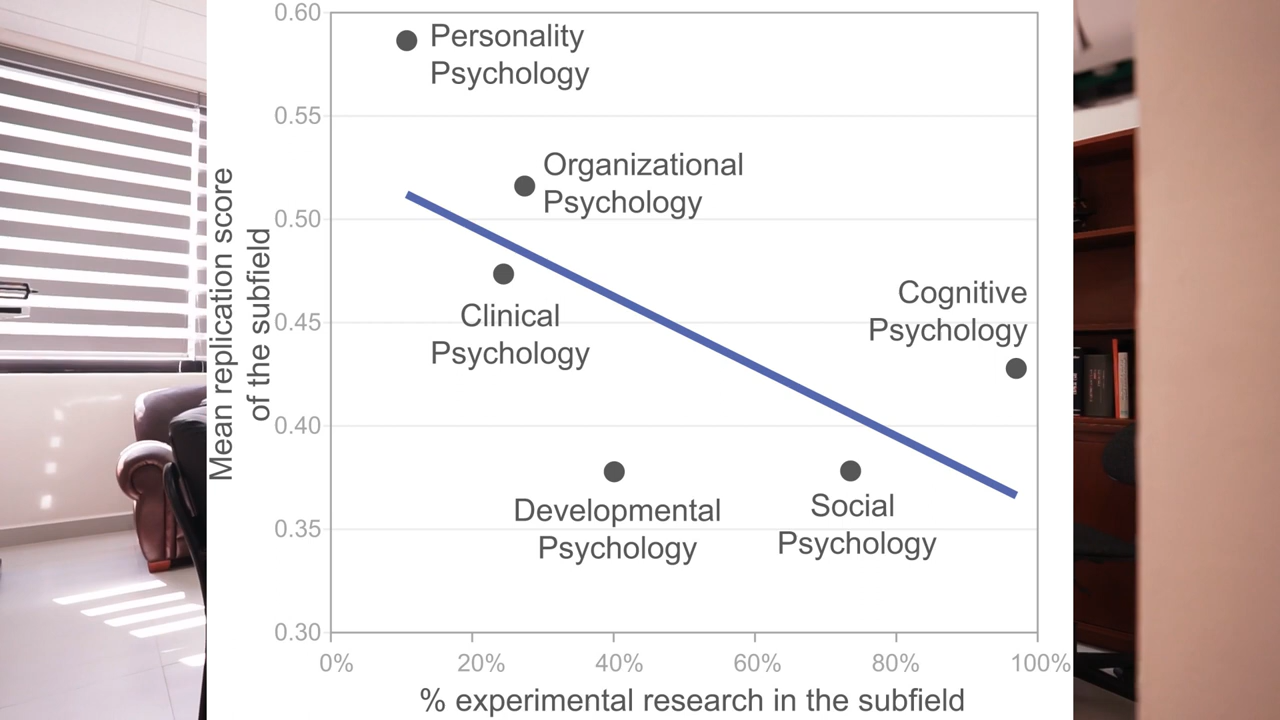 0.60
0.55
0.50
0.45
0.40
0.35
0.30
Mean replication score
of the subfield
Personality
Psychology
Organizational
Psychology
Clinical
Psychology
Cognitive
Psychology
Developmental
Psychology
Social
Psychology
0%
20%
40%
60%
80%
100%
% experimental research in the subfield